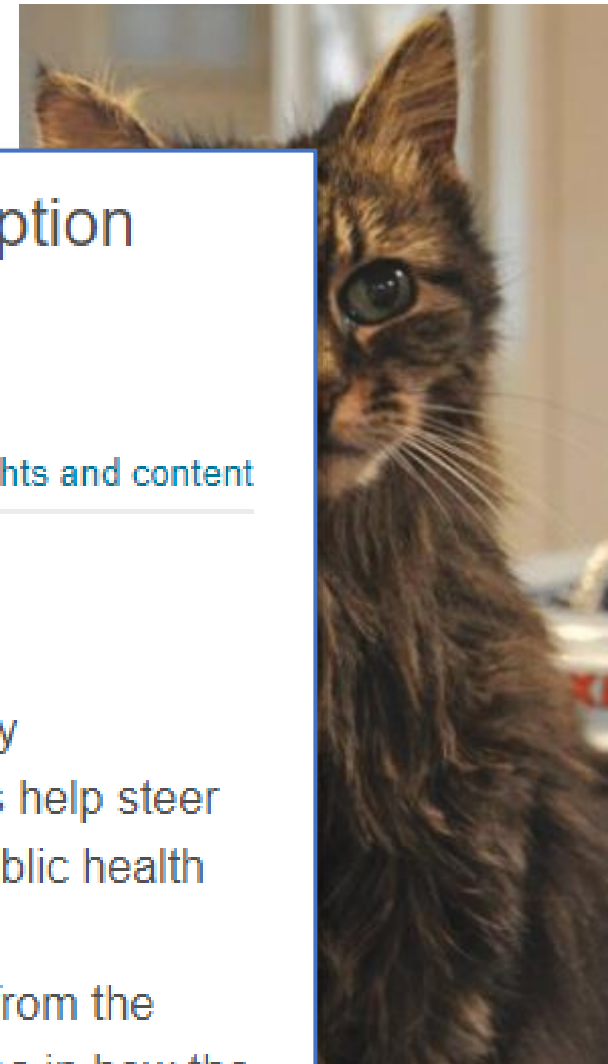 ption
hts and content
y
s help steer
blic health
from the